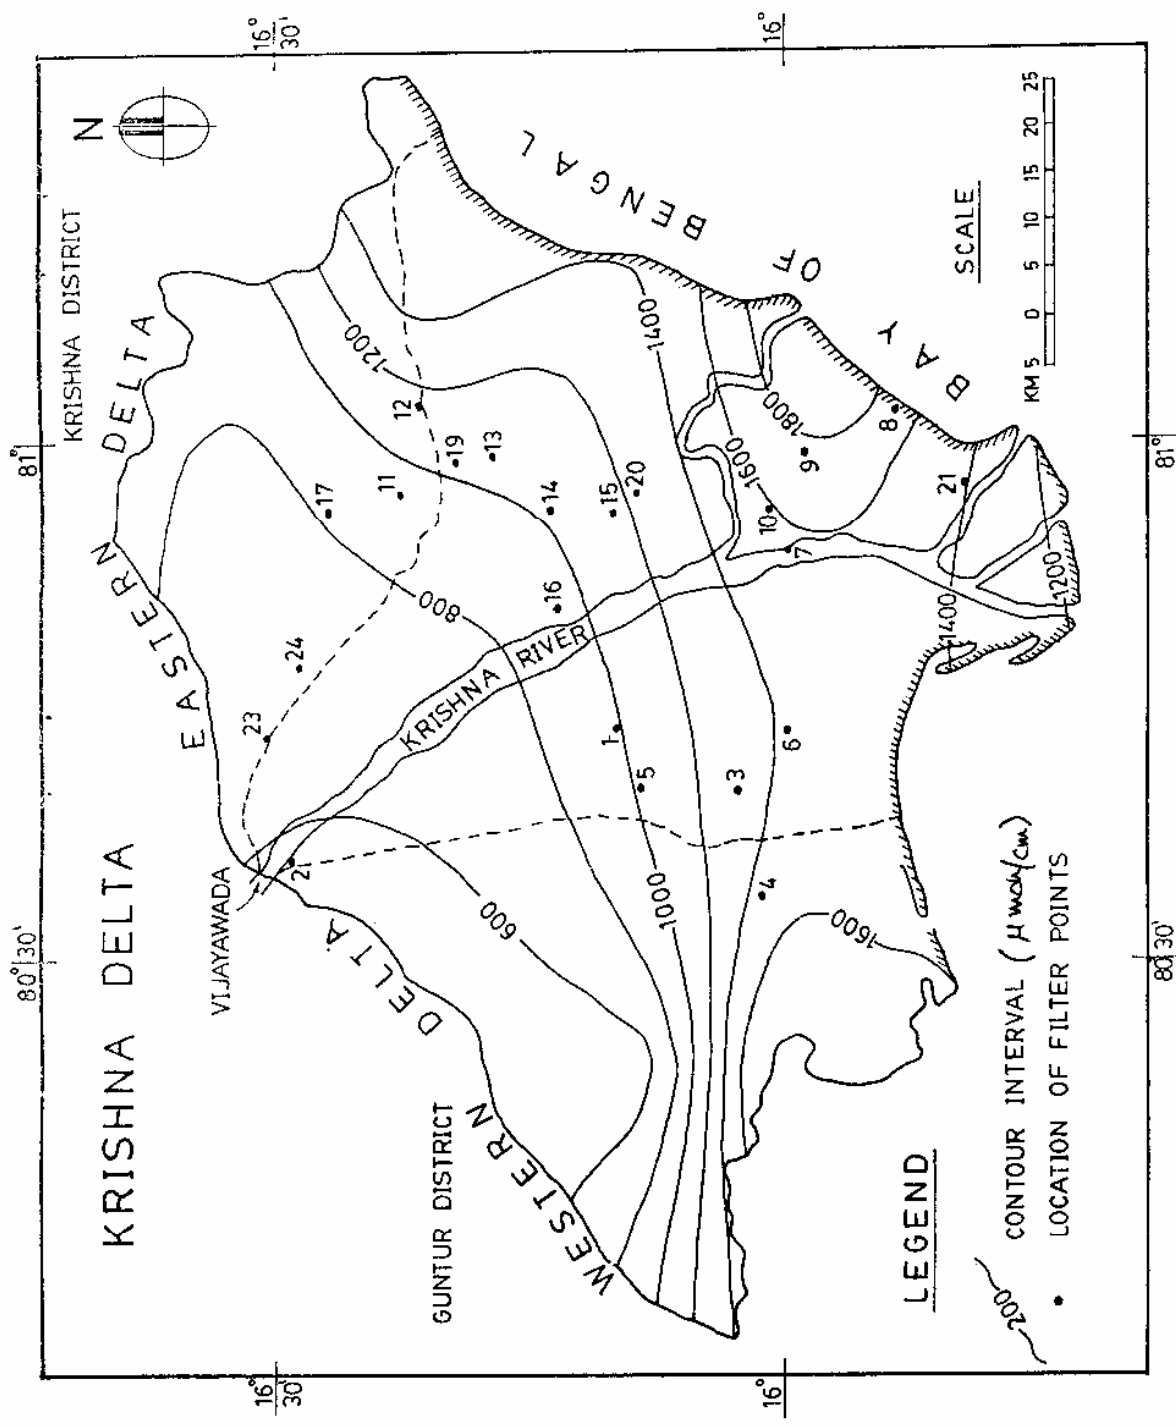 KRISHNA DELTA
KRISHNA DISTRICT
GUNTUR DISTRICT
EASTERN DELTA
WESTERN DELTA
VIJAYAWADA
KRISHNA RIVER
BAY OF BENGAL
N
80°30'
81°
16°30'
16°
16°30'
16°
80°30'
81°
600
800
1000
1200
1400
1600
1600
1800
1400
1200
1
2
3
4
5
6
7
8
9
10
11
12
13
14
15
16
17
19
20
21
23
24
SCALE
KM 5 0 5 10 15 20 25
LEGEND
200 CONTOUR INTERVAL (μ moh/cm)
LOCATION OF FILTER POINTS